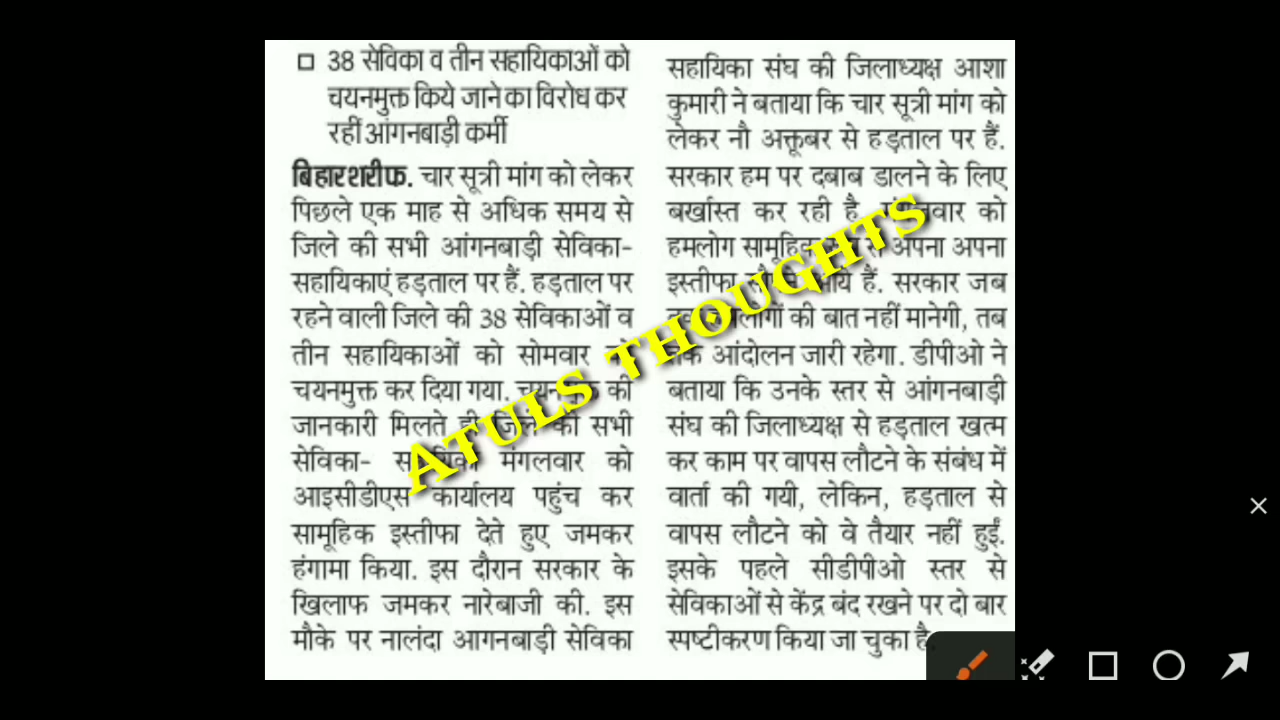 38 सेविका व तीन सहायिकाओं को
चयनमुक्त किये जाने का विरोध कर
रहीं आंगनबाड़ी कर्मी
बिहारशरीफ. चार सूत्री मांग को लेकर
पिछले एक माह से अधिक समय से
जिले की सभी आंगनबाड़ी सेविका-
सहायिकाएं हड़ताल पर हैं. हड़ताल पर
रहने वाली जिले की 38 सेविकाओं व
तीन सहायिकाओं को सोमवार को
चयनमुक्त कर दिया गया. की
जानकारी मिलते ही जिले की सभी
सेविका- मंगलवार को
आइसीडीएस कार्यालय पहुंच कर
सामूहिक इस्तीफा देते हुए जमकर
हंगामा किया. इस दौरान सरकार के
खिलाफ जमकर नारेबाजी की. इस
मौके पर नालंदा आगनबाड़ी सेविका
सहायिका संघ की जिलाध्यक्ष आशा
कुमारी ने बताया कि चार सूत्री मांग को
लेकर नौ अक्तूबर से हड़ताल पर हैं.
सरकार हम पर दबाब डालने के लिए
बर्खास्त कर रही है. मंगलवार को
हमलोग सामूहिक से अपना अपना
इस्तीफा हैं. सरकार जब
हमलोगों की बात नहीं मानेगी, तब
तक आंदोलन जारी रहेगा. डीपीओ ने
बताया कि उनके स्तर से आंगनबाड़ी
संघ की जिलाध्यक्ष से हड़ताल खत्म
कर काम पर वापस लौटने के संबंध में
वार्ता की गयी, लेकिन, हड़ताल से
वापस लौटने को वे तैयार नहीं हुईं.
इसके पहले सीडीपीओ स्तर से
सेविकाओं से केंद्र बंद रखने पर दो बार
स्पष्टीकरण किया जा चुका है
ATULS THOUGHTS